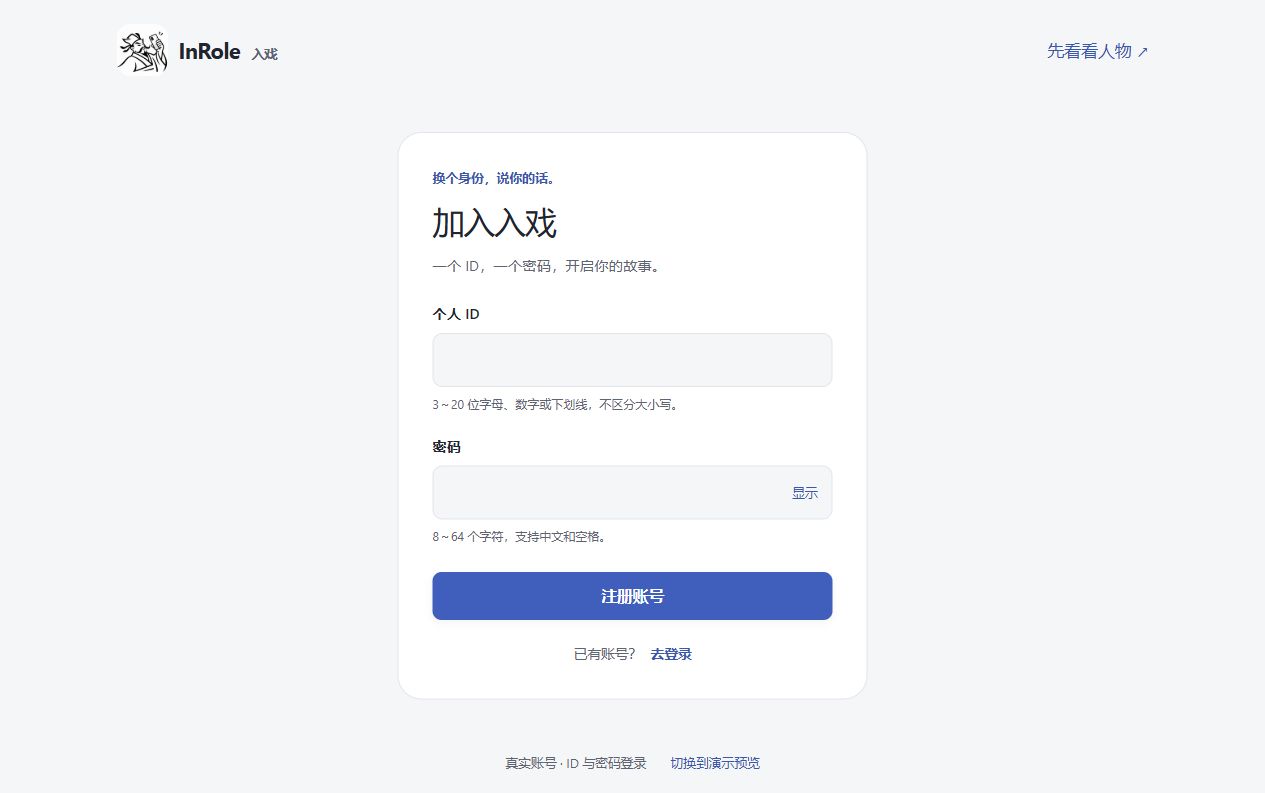 InRole 入戏
先看看人物 ↗
换个身份，说你的话。
加入入戏
一个 ID，一个密码，开启你的故事。
个人 ID
3～20 位字母、数字或下划线，不区分大小写。
密码
显示
8～64 个字符，支持中文和空格。
注册账号
已有账号？ 去登录
真实账号 · ID 与密码登录 切换到演示预览